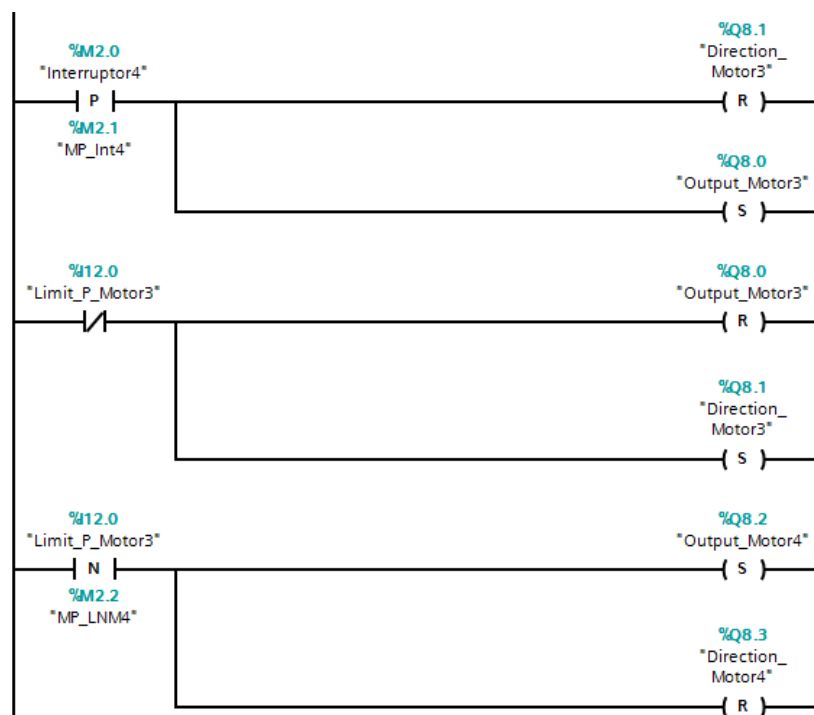 %M2.0
"Interruptor4"
P
%M2.1
"MP_Int4"
%Q8.1
"Direction_
Motor3"
R
%Q8.0
"Output_Motor3"
S
%I12.0
"Limit_P_Motor3"
%Q8.0
"Output_Motor3"
R
%Q8.1
"Direction_
Motor3"
S
%I12.0
"Limit_P_Motor3"
N
%M2.2
"MP_LNM4"
%Q8.2
"Output_Motor4"
S
%Q8.3
"Direction_
Motor4"
R